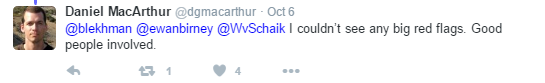 Daniel MacArthur @dgmacarthur · Oct 6
@blekhman @ewanbirney @WvSchaik I couldn't see any big red flags. Good
people involved.
1 4